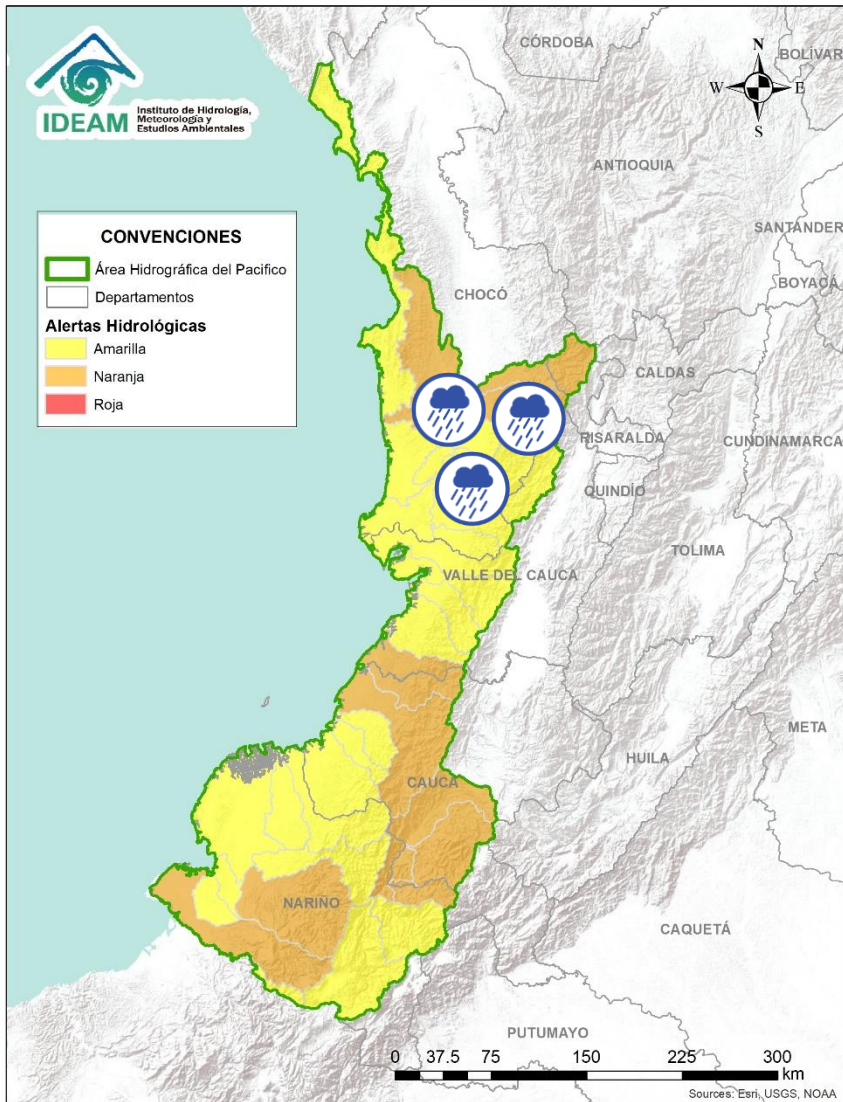 IDEAM
Instituto de Hidrología,
Meteorología y
Estudios Ambientales
CONVENCIONES
Área Hidrográfica del Pacifico
Departamentos
Alertas Hidrológicas
Amarilla
Naranja
Roja
N
W
E
S
CÓRDOBA
BOLÍVAR
ANTIOQUIA
SANTANDER
BOYACÁ
CHOCÓ
CALDAS
RISARALDA
CUNDINAMARCA
QUINDÍO
TOLIMA
VALLE DEL CAUCA
META
HUILA
CAUCA
NARIÑO
CAQUETÁ
PUTUMAYO
0 37.5 75 150 225 300
km
Sources: Esri, USGS, NOAA